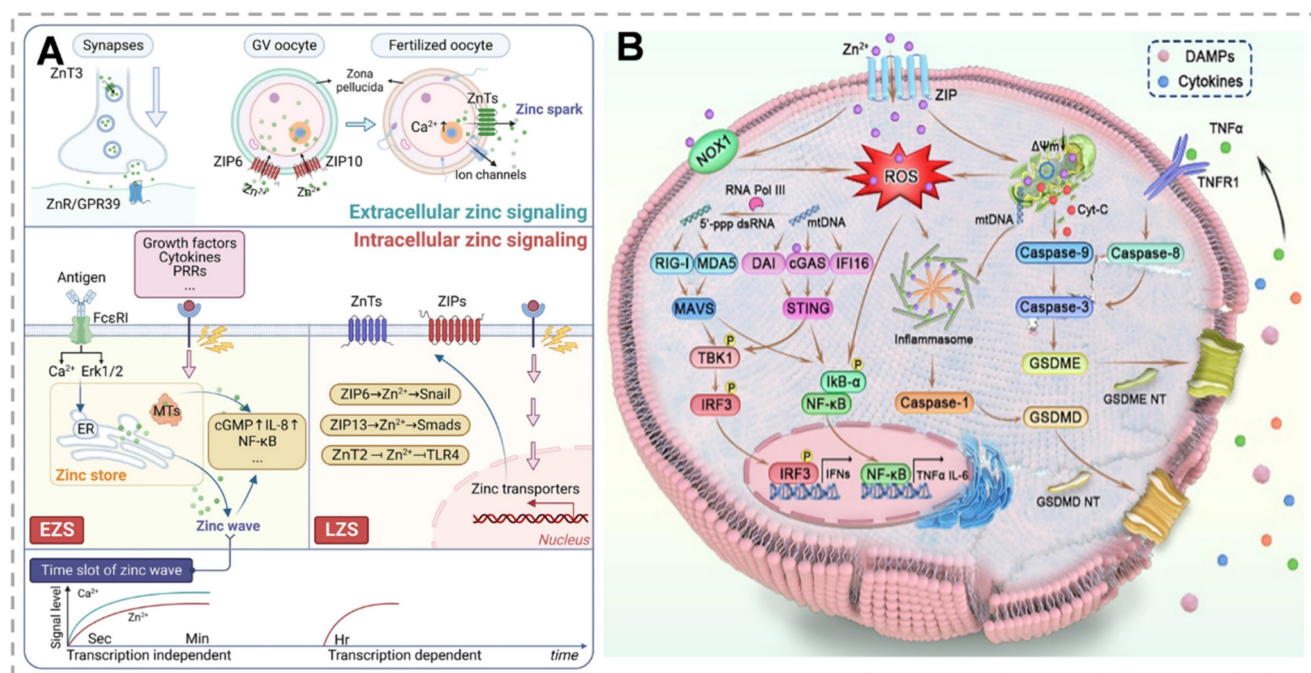 A
Synapses
ZnT3
ZnR/GPR39
GV oocyte
Fertilized oocyte
Zona
pellucida
ZnTs
Zinc spark
Ca²⁺↑
ZIP6
ZIP10
Zn²⁺
Zn²⁺
Ion channels
Extracellular zinc signaling
Intracellular zinc signaling
Growth factors
Cytokines
PRRs
...
Antigen
FcεRI
Ca²⁺ Erk1/2
ER
MTs
Zinc store
cGMP↑IL-8↑
NF-κB
...
Zinc wave
EZS
ZnTs
ZIPs
ZIP6→Zn²⁺→Snail
ZIP13→Zn²⁺→Smads
ZnT2⊣Zn²⁺⊣TLR4
Zinc transporters
Nucleus
LZS
Time slot of zinc wave
Signal level
Ca²⁺
Zn²⁺
Sec
Min
Hr
Transcription independent
Transcription dependent
time
B
Zn²⁺
ZIP
DAMPs
Cytokines
NOX1
ROS
ΔΨm↓
TNFα
TNFR1
RNA Pol III
5'-ppp dsRNA
mtDNA
mtDNA
Cyt-C
RIG-I
MDA5
DAI
cGAS
IFI16
Caspase-9
Caspase-8
MAVS
STING
Caspase-3
Inflammasome
P
TBK1
P
IkB-α
NF-κB
GSDME
GSDME NT
P
IRF3
Caspase-1
GSDMD
GSDMD NT
P
IRF3
IFNs
NF-κB
TNFα IL-6